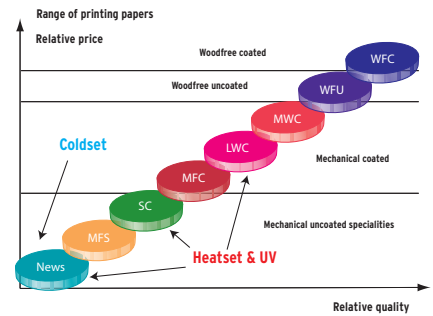 Range of printing papers
Relative price
Woodfree coated
WFC
Woodfree uncoated
WFU
MWC
Coldset
LWC
Mechanical coated
MFC
SC
Mechanical uncoated specialities
MFS
Heatset & UV
News
Relative quality